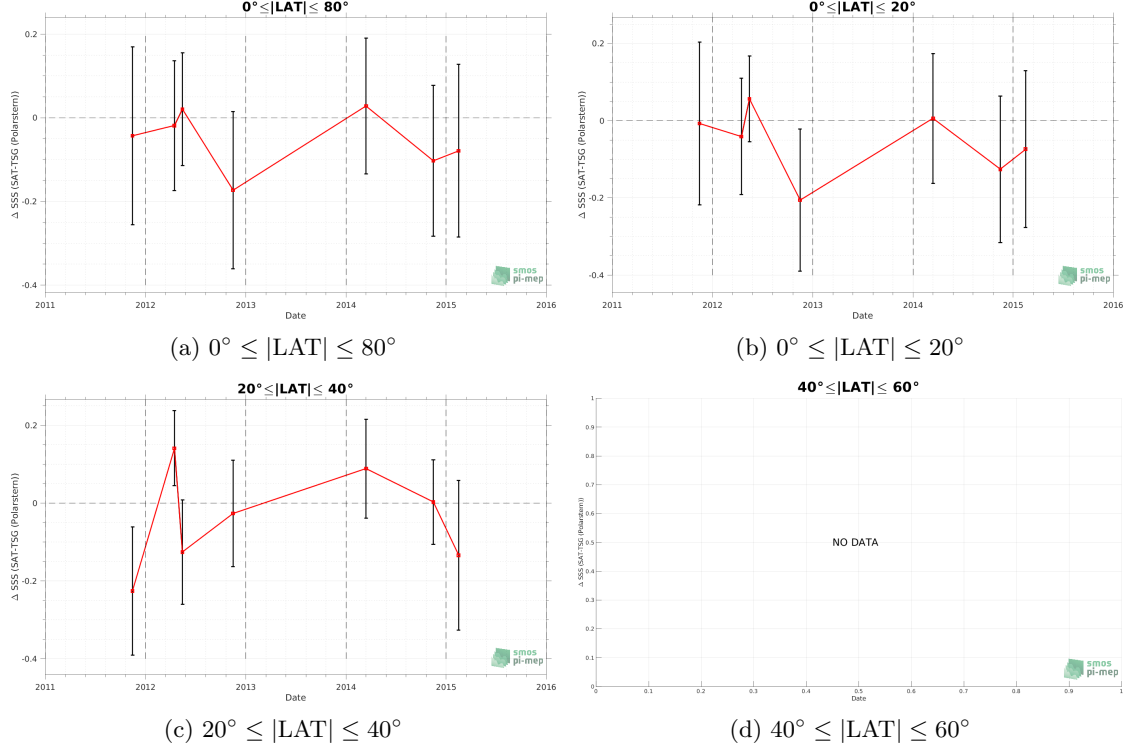 0°≤|LAT|≤ 80°
Δ SSS (SAT-TSG (Polarstern))
0.2
0
-0.2
-0.4
2011 2012 2013 2014 2015 2016
Date
smos
pi-mep
(a) 0° ≤ |LAT| ≤ 80°
0°≤|LAT|≤ 20°
Δ SSS (SAT-TSG (Polarstern))
0.2
0
-0.2
-0.4
2011 2012 2013 2014 2015 2016
Date
smos
pi-mep
(b) 0° ≤ |LAT| ≤ 20°
20°≤|LAT|≤ 40°
Δ SSS (SAT-TSG (Polarstern))
0.2
0
-0.2
-0.4
2011 2012 2013 2014 2015 2016
Date
smos
pi-mep
(c) 20° ≤ |LAT| ≤ 40°
40°≤|LAT|≤ 60°
Δ SSS (SAT-TSG (Polarstern))
1
0.9
0.8
0.7
0.6
0.5
0.4
0.3
0.2
0.1
0
NO DATA
0 0.1 0.2 0.3 0.4 0.5 0.6 0.7 0.8 0.9 1
Date
smos
pi-mep
(d) 40° ≤ |LAT| ≤ 60°